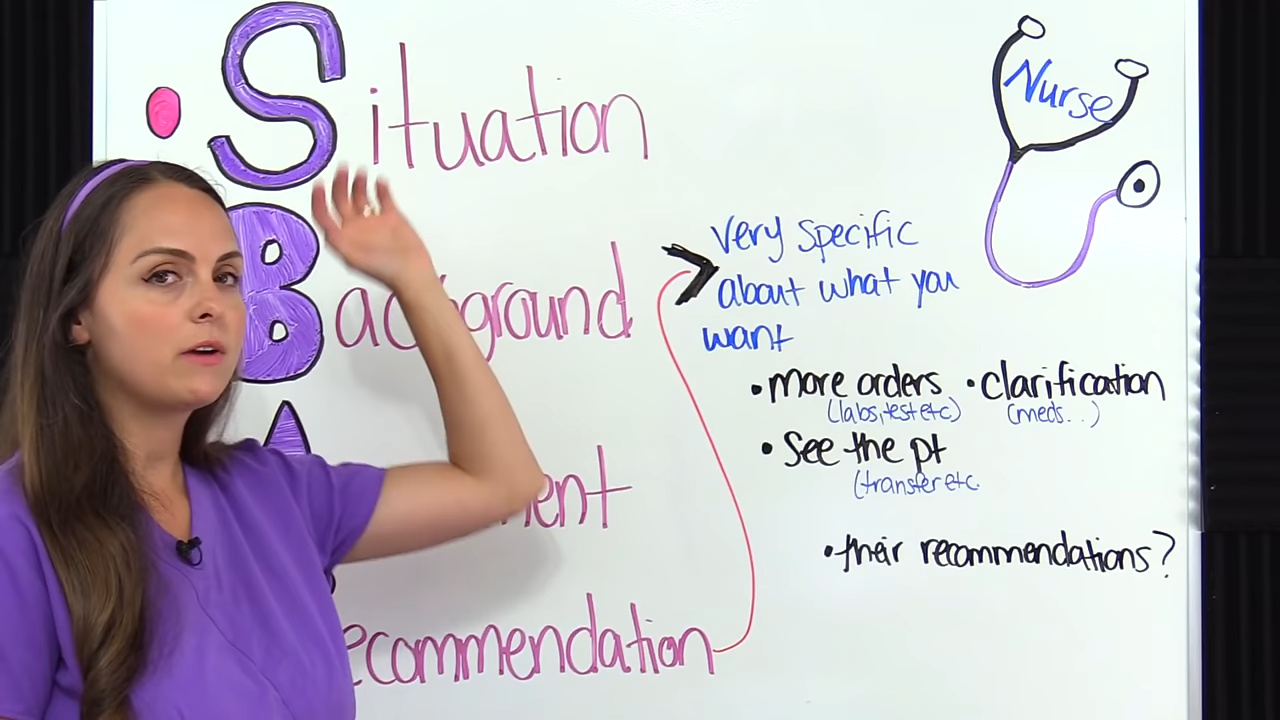 Situation
Nurse
Background
very specific
about what you
want
• more orders • clarification
(labs, test etc) (meds..)
• See the pt
(transfer etc.
A ment
• their recommendations?
ecommendation